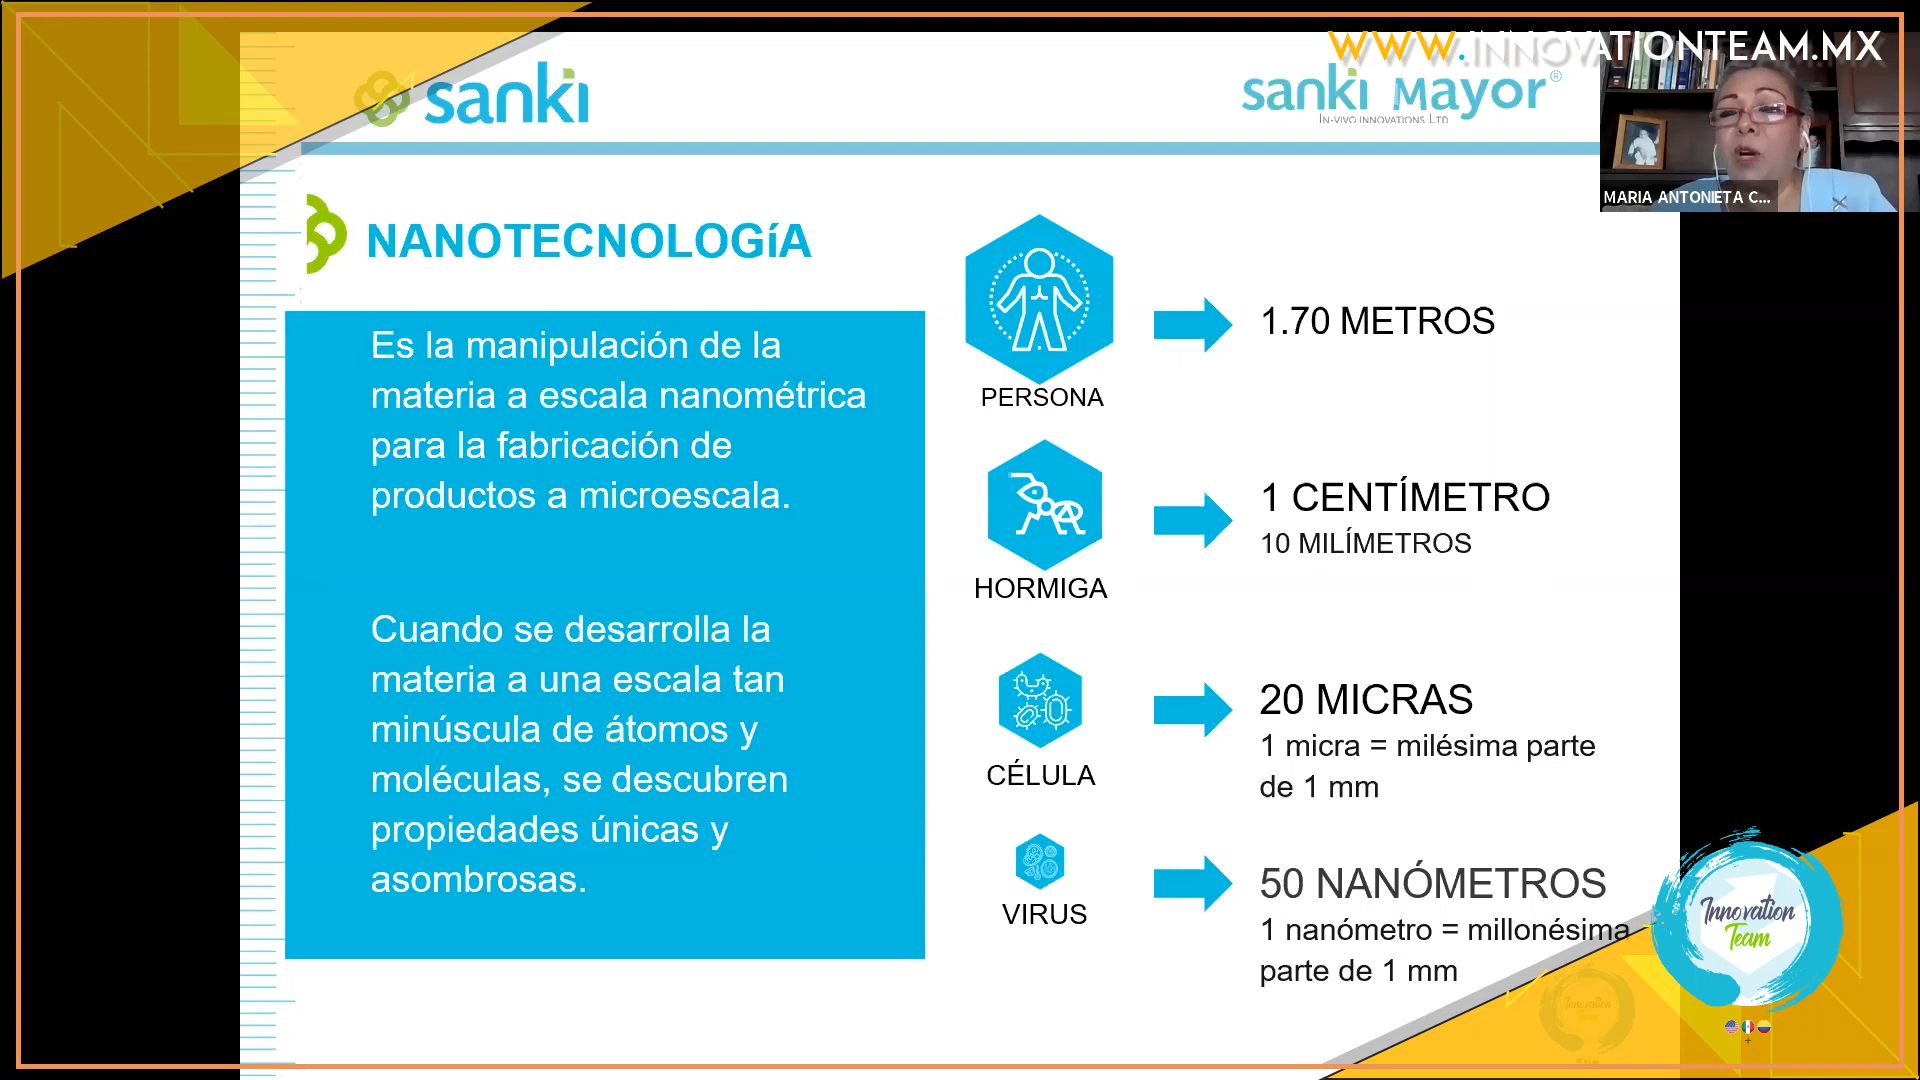 WWW.INNOVATIONTEAM.MX
sanki
sanki Mayor®
In-vivo innovations Ltd
MARIA ANTONIETA C...
NANOTECNOLOGíA
Es la manipulación de la
materia a escala nanométrica
para la fabricación de
productos a microescala.
Cuando se desarrolla la
materia a una escala tan
minúscula de átomos y
moléculas, se descubren
propiedades únicas y
asombrosas.
PERSONA
1.70 METROS
HORMIGA
1 CENTÍMETRO
10 MILÍMETROS
CÉLULA
20 MICRAS
1 micra = milésima parte
de 1 mm
VIRUS
50 NANÓMETROS
1 nanómetro = millonésima
parte de 1 mm
Innovation
Team